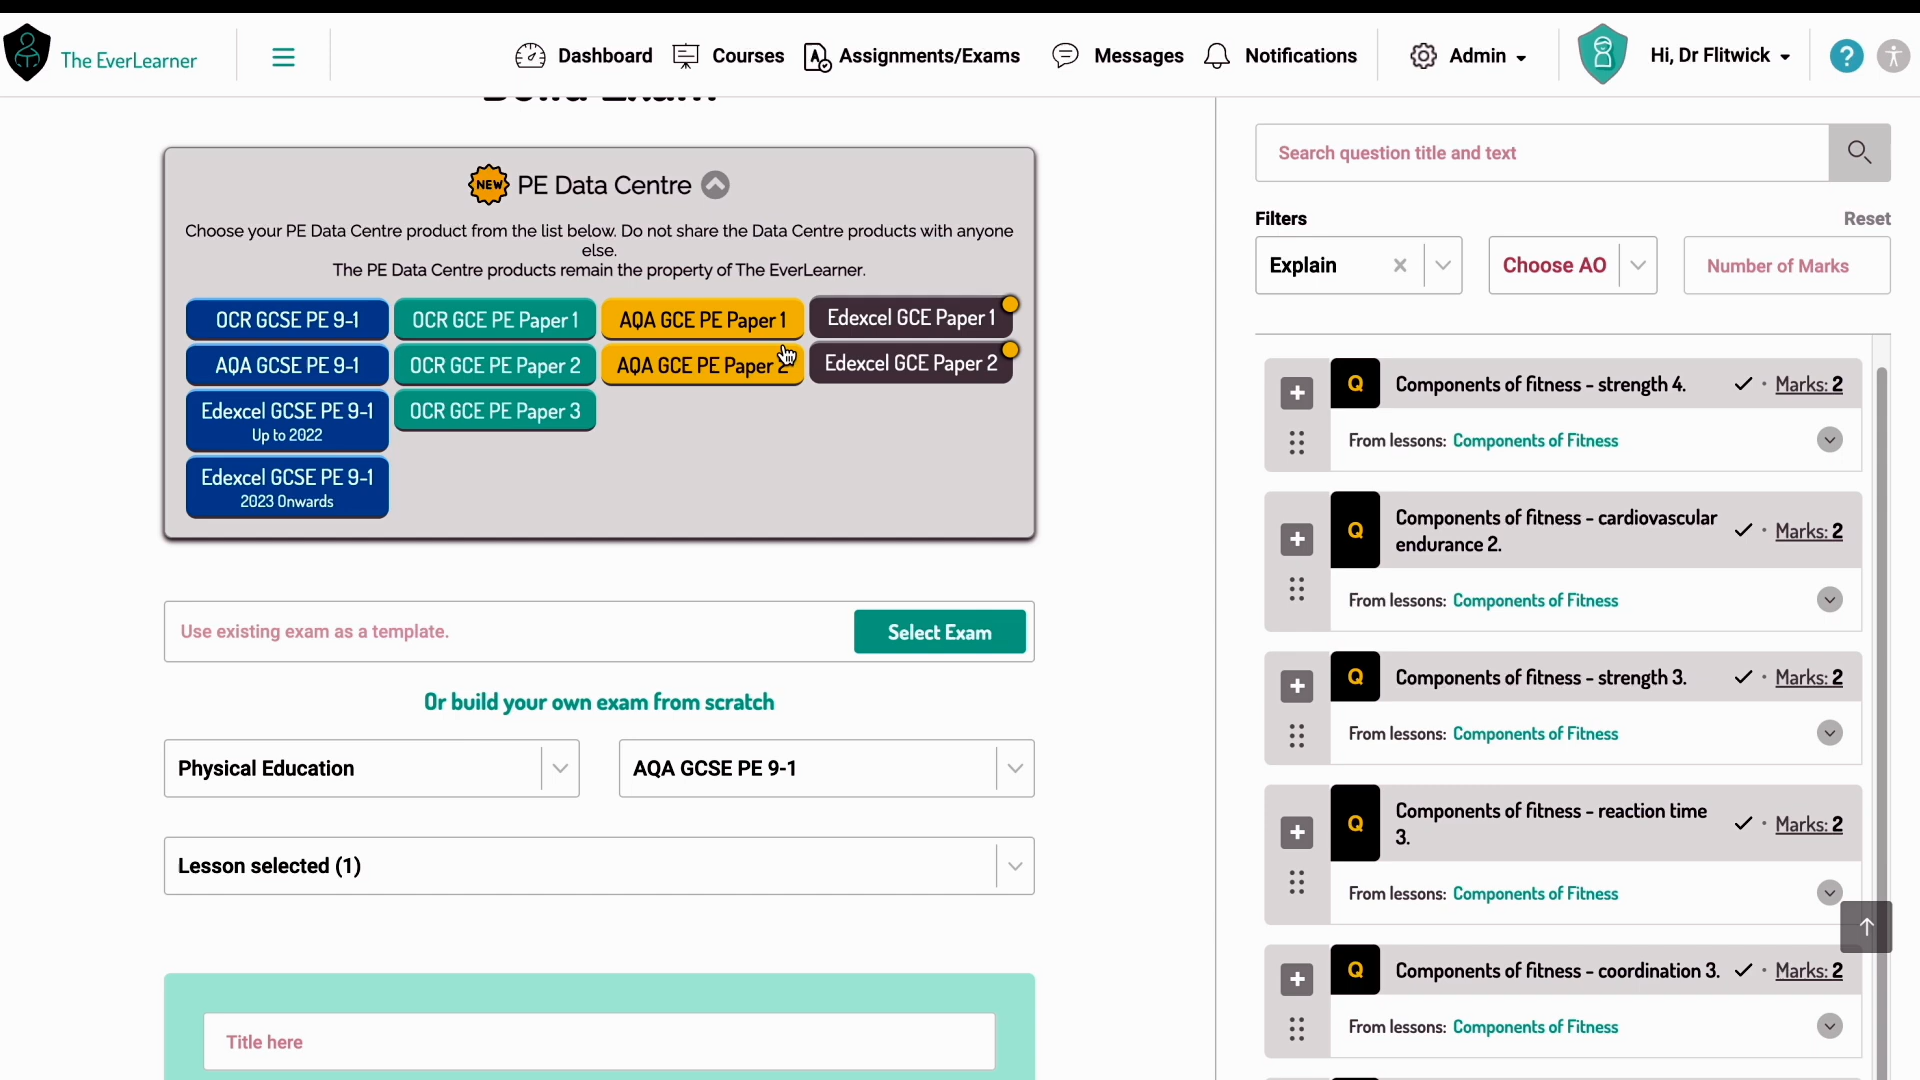 The EverLearner
Dashboard
Courses
Assignments/Exams
Messages
Notifications
Admin
Hi, Dr Flitwick
?
Build Exam
NEW PE Data Centre
Choose your PE Data Centre product from the list below. Do not share the Data Centre products with anyone
else.
The PE Data Centre products remain the property of The EverLearner.
OCR GCSE PE 9-1
OCR GCE PE Paper 1
AQA GCE PE Paper 1
Edexcel GCE Paper 1
AQA GCSE PE 9-1
OCR GCE PE Paper 2
AQA GCE PE Paper 2
Edexcel GCE Paper 2
Edexcel GCSE PE 9-1
Up to 2022
OCR GCE PE Paper 3
Edexcel GCSE PE 9-1
2023 Onwards
Use existing exam as a template.
Select Exam
Or build your own exam from scratch
Physical Education
AQA GCSE PE 9-1
Lesson selected (1)
Title here
Search question title and text
Filters
Reset
Explain
Choose AO
Number of Marks
Q Components of fitness - strength 4. Marks: 2
From lessons: Components of Fitness
Q Components of fitness - cardiovascular
endurance 2. Marks: 2
From lessons: Components of Fitness
Q Components of fitness - strength 3. Marks: 2
From lessons: Components of Fitness
Q Components of fitness - reaction time
3. Marks: 2
From lessons: Components of Fitness
Q Components of fitness - coordination 3. Marks: 2
From lessons: Components of Fitness